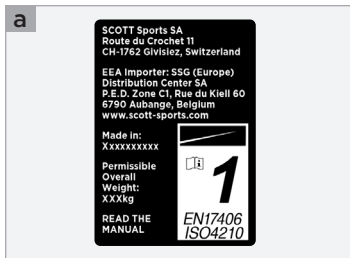 a
SCOTT Sports SA
Route du Crochet 11
CH-1762 Givisiez, Switzerland
EEA Importer: SSG (Europe)
Distribution Center SA
P.E.D. Zone C1, Rue du Kiell 60
6790 Aubange, Belgium
www.scott-sports.com
Made in:
Xxxxxxxxxx
Permissible
Overall
Weight:
XXXkg
READ THE
MANUAL
i
1
EN17406
ISO4210